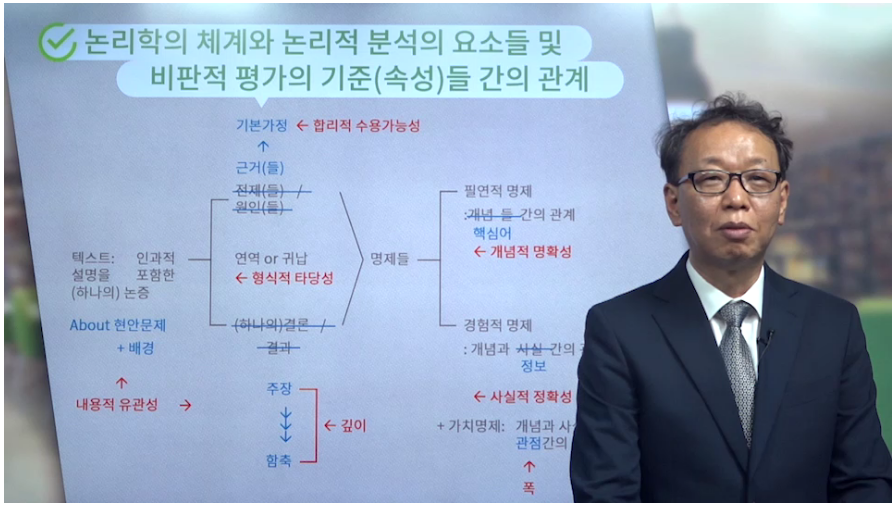 논리학의 체계와 논리적 분석의 요소들 및
비판적 평가의 기준(속성)들 간의 관계
기본가정 ← 합리적 수용가능성
↑
근거(들)
전제(들) /
원인(들)
텍스트: 인과적
설명을 포함한
(하나의) 논증
About 현안문제
+ 배경
↑
내용적 유관성 →
연역 or 귀납
← 형식적 타당성
(하나의)결론 /
결과
주장
← 깊이
함축
명제들
필연적 명제
:개념 들 간의 관계
핵심어
← 개념적 명확성
경험적 명제
: 개념과 사실 간의
정보
← 사실적 정확성
+ 가치명제: 개념과
관점간의
↑
폭